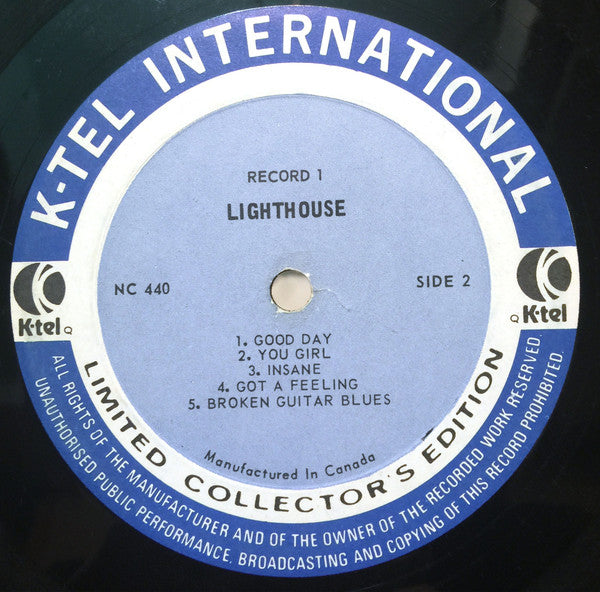 K-TEL INTERNATIONAL
RECORD 1
LIGHTHOUSE
NC 440
SIDE 2
K-tel
K-tel
1. GOOD DAY
2. YOU GIRL
3. INSANE
4. GOT A FEELING
5. BROKEN GUITAR BLUES
Manufactured In Canada
LIMITED COLLECTOR'S EDITION
ALL RIGHTS OF THE MANUFACTURER AND OF THE OWNER OF THE RECORDED WORK RESERVED
UNAUTHORISED PUBLIC PERFORMANCE, BROADCASTING AND COPYING OF THIS RECORD PROHIBITED.